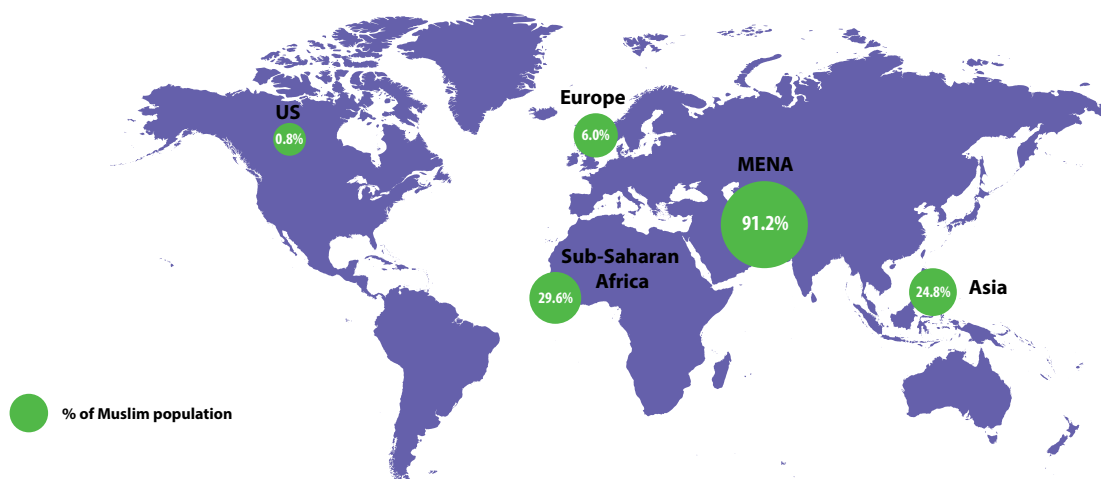 US
0.8%
Europe
6.0%
MENA
91.2%
Sub-Saharan
Africa
29.6%
24.8%
Asia
% of Muslim population